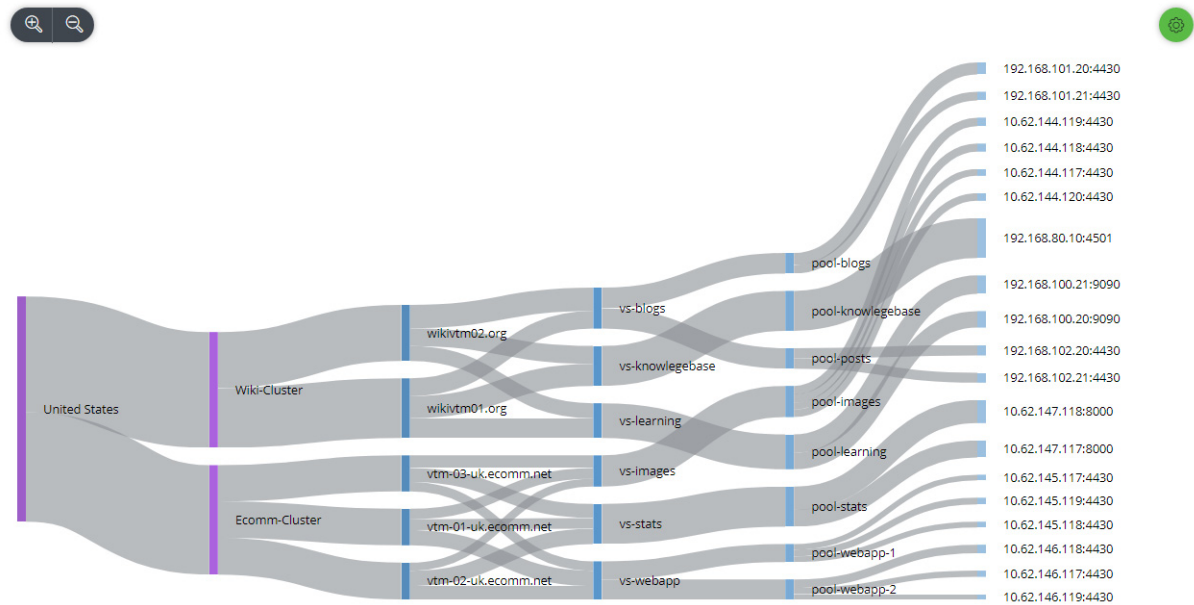 United States
Wiki-Cluster
Ecomm-Cluster
wikivtm02.org
wikivtm01.org
vtm-03-uk.ecomm.net
vtm-01-uk.ecomm.net
vtm-02-uk.ecomm.net
vs-blogs
vs-knowlegebase
vs-learning
vs-images
vs-stats
vs-webapp
pool-blogs
pool-knowlegebase
pool-posts
pool-images
pool-learning
pool-stats
pool-webapp-1
pool-webapp-2
192.168.101.20:4430
192.168.101.21:4430
10.62.144.119:4430
10.62.144.118:4430
10.62.144.117:4430
10.62.144.120:4430
192.168.80.10:4501
192.168.100.21:9090
192.168.100.20:9090
192.168.102.20:4430
192.168.102.21:4430
10.62.147.118:8000
10.62.147.117:8000
10.62.145.117:4430
10.62.145.119:4430
10.62.145.118:4430
10.62.146.118:4430
10.62.146.117:4430
10.62.146.119:4430